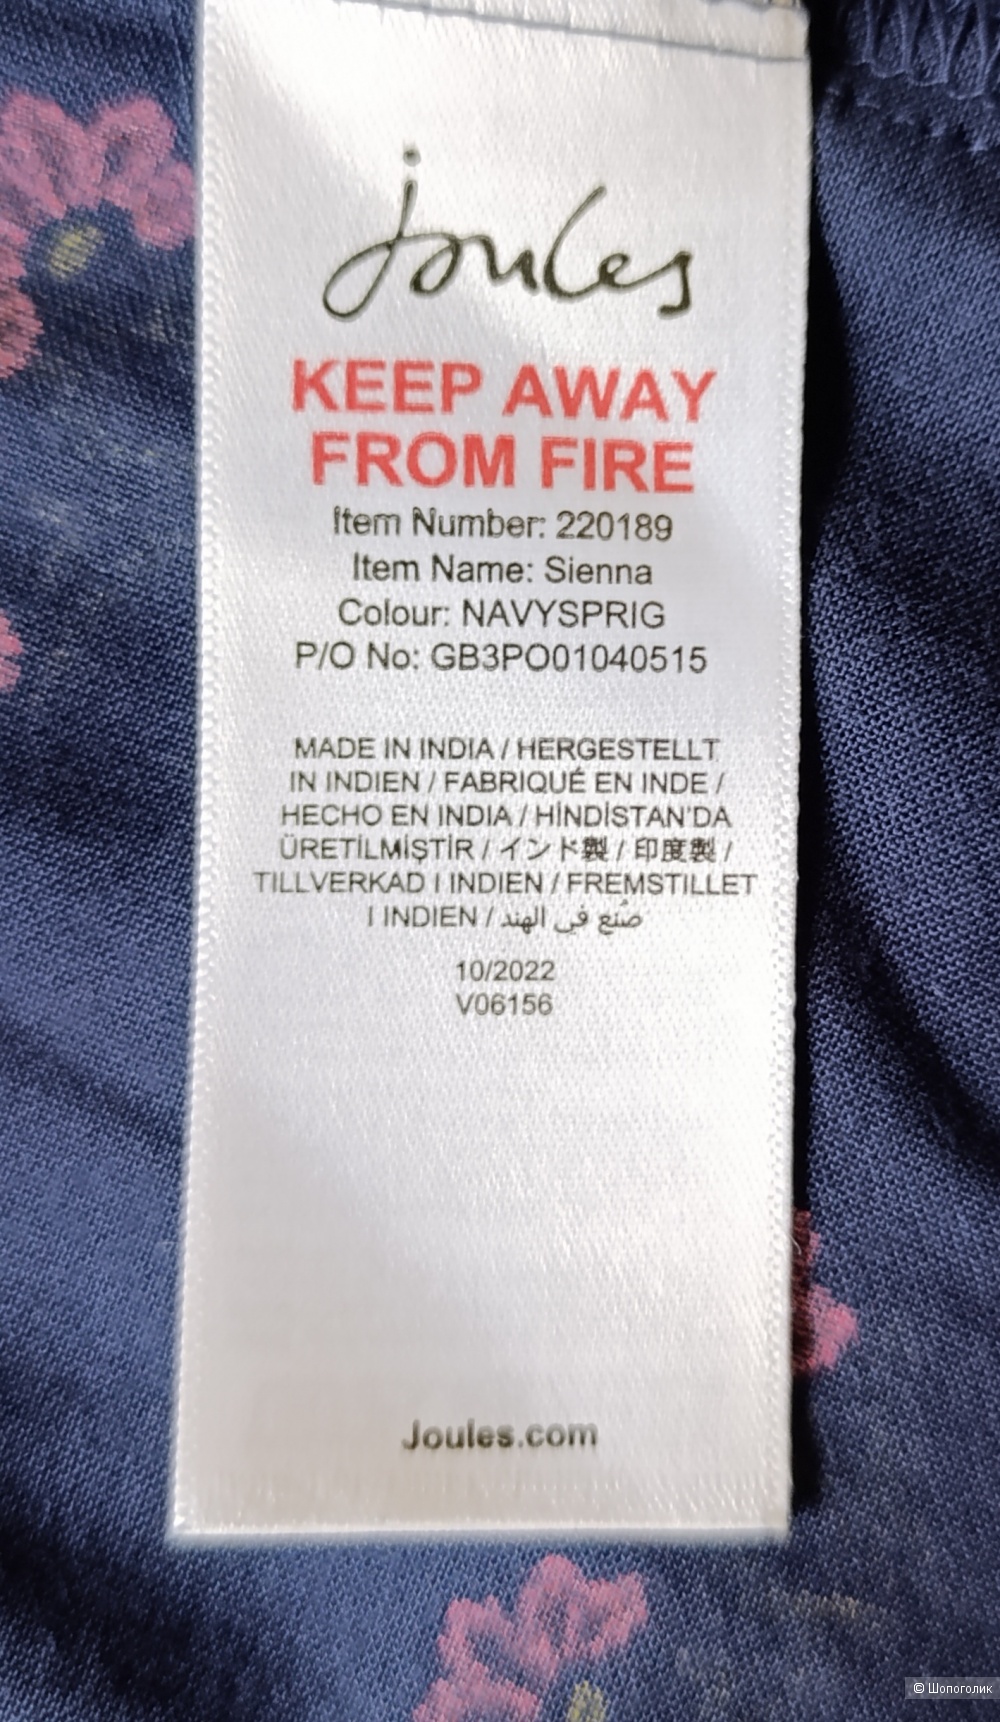 joules
KEEP AWAY
FROM FIRE
Item Number: 220189
Item Name: Sienna
Colour: NAVYSPRIG
P/O No: GB3PO01040515
MADE IN INDIA / HERGESTELLT
IN INDIEN / FABRIQUÉ EN INDE /
HECHO EN INDIA / HİNDİSTAN'DA
ÜRETİLMİŞTİR / インド製 / 印度製 /
TILLVERKAD I INDIEN / FREMSTILLET
I INDIEN / صُنع في الهند
10/2022
V06156
Joules.com
© Шопоголик